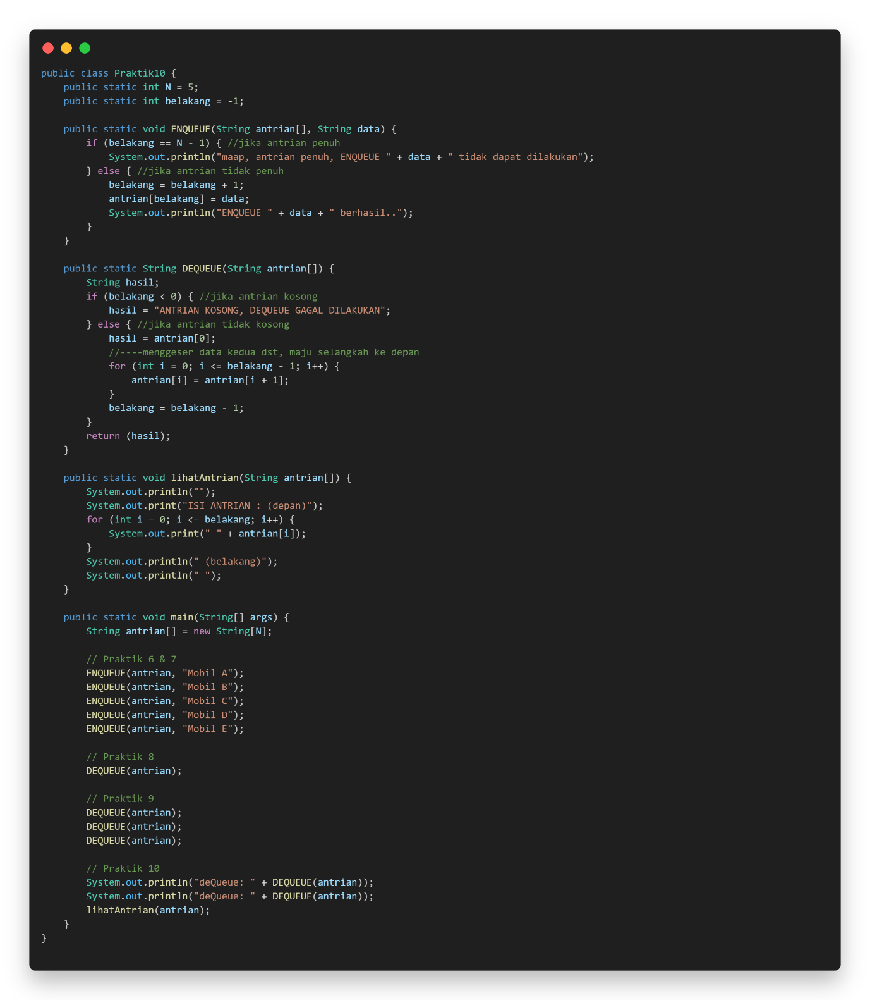 public class Praktik10 {
    public static int N = 5;
    public static int belakang = -1;

    public static void ENQUEUE(String antrian[], String data) {
        if (belakang == N - 1) { //jika antrian penuh
            System.out.println("maap, antrian penuh, ENQUEUE " + data + " tidak dapat dilakukan");
        } else { //jika antrian tidak penuh
            belakang = belakang + 1;
            antrian[belakang] = data;
            System.out.println("ENQUEUE " + data + " berhasil..");
        }
    }

    public static String DEQUEUE(String antrian[]) {
        String hasil;
        if (belakang < 0) { //jika antrian kosong
            hasil = "ANTRIAN KOSONG, DEQUEUE GAGAL DILAKUKAN";
        } else { //jika antrian tidak kosong
            hasil = antrian[0];
            //----menggeser data kedua dst, maju selangkah ke depan
            for (int i = 0; i <= belakang - 1; i++) {
                antrian[i] = antrian[i + 1];
            }
            belakang = belakang - 1;
        }
        return (hasil);
    }

    public static void lihatAntrian(String antrian[]) {
        System.out.println("");
        System.out.print("ISI ANTRIAN : (depan)");
        for (int i = 0; i <= belakang; i++) {
            System.out.print(" " + antrian[i]);
        }
        System.out.println(" (belakang)");
        System.out.println(" ");
    }

    public static void main(String[] args) {
        String antrian[] = new String[N];

        // Praktik 6 & 7
        ENQUEUE(antrian, "Mobil A");
        ENQUEUE(antrian, "Mobil B");
        ENQUEUE(antrian, "Mobil C");
        ENQUEUE(antrian, "Mobil D");
        ENQUEUE(antrian, "Mobil E");

        // Praktik 8
        DEQUEUE(antrian);

        // Praktik 9
        DEQUEUE(antrian);
        DEQUEUE(antrian);
        DEQUEUE(antrian);

        // Praktik 10
        System.out.println("deQueue: " + DEQUEUE(antrian));
        System.out.println("deQueue: " + DEQUEUE(antrian));
        lihatAntrian(antrian);
    }
}